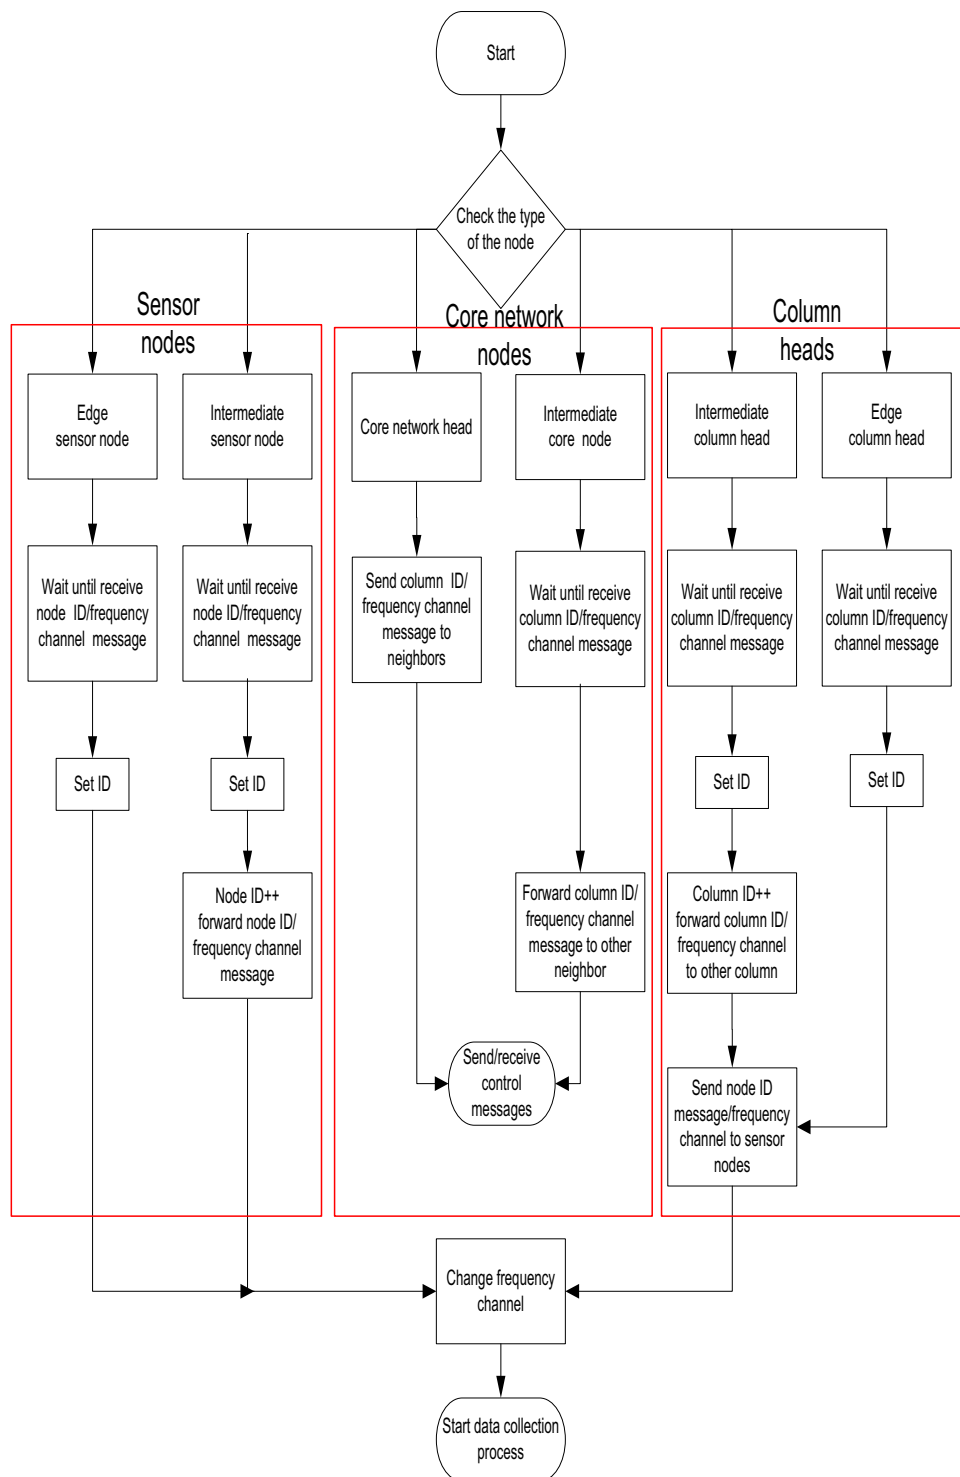 Start
Check the type
of the node
Sensor
nodes
Core network
nodes
Column
heads
Edge
sensor node
Intermediate
sensor node
Core network head
Intermediate
core node
Intermediate
column head
Edge
column head
Wait until receive
node ID/frequency
channel message
Wait until receive
node ID/frequency
channel message
Send column ID/
frequency channel
message to
neighbors
Wait until receive
column ID/frequency
channel message
Wait until receive
column ID/frequency
channel message
Wait until receive
column ID/frequency
channel message
Set ID
Set ID
Set ID
Set ID
Node ID++
forward node ID/
frequency channel
message
Forward column ID/
frequency channel
message to other
neighbor
Column ID++
forward column ID/
frequency channel
to other column
Send/receive
control
messages
Send node ID
message/frequency
channel to sensor
nodes
Change frequency
channel
Start data collection
process